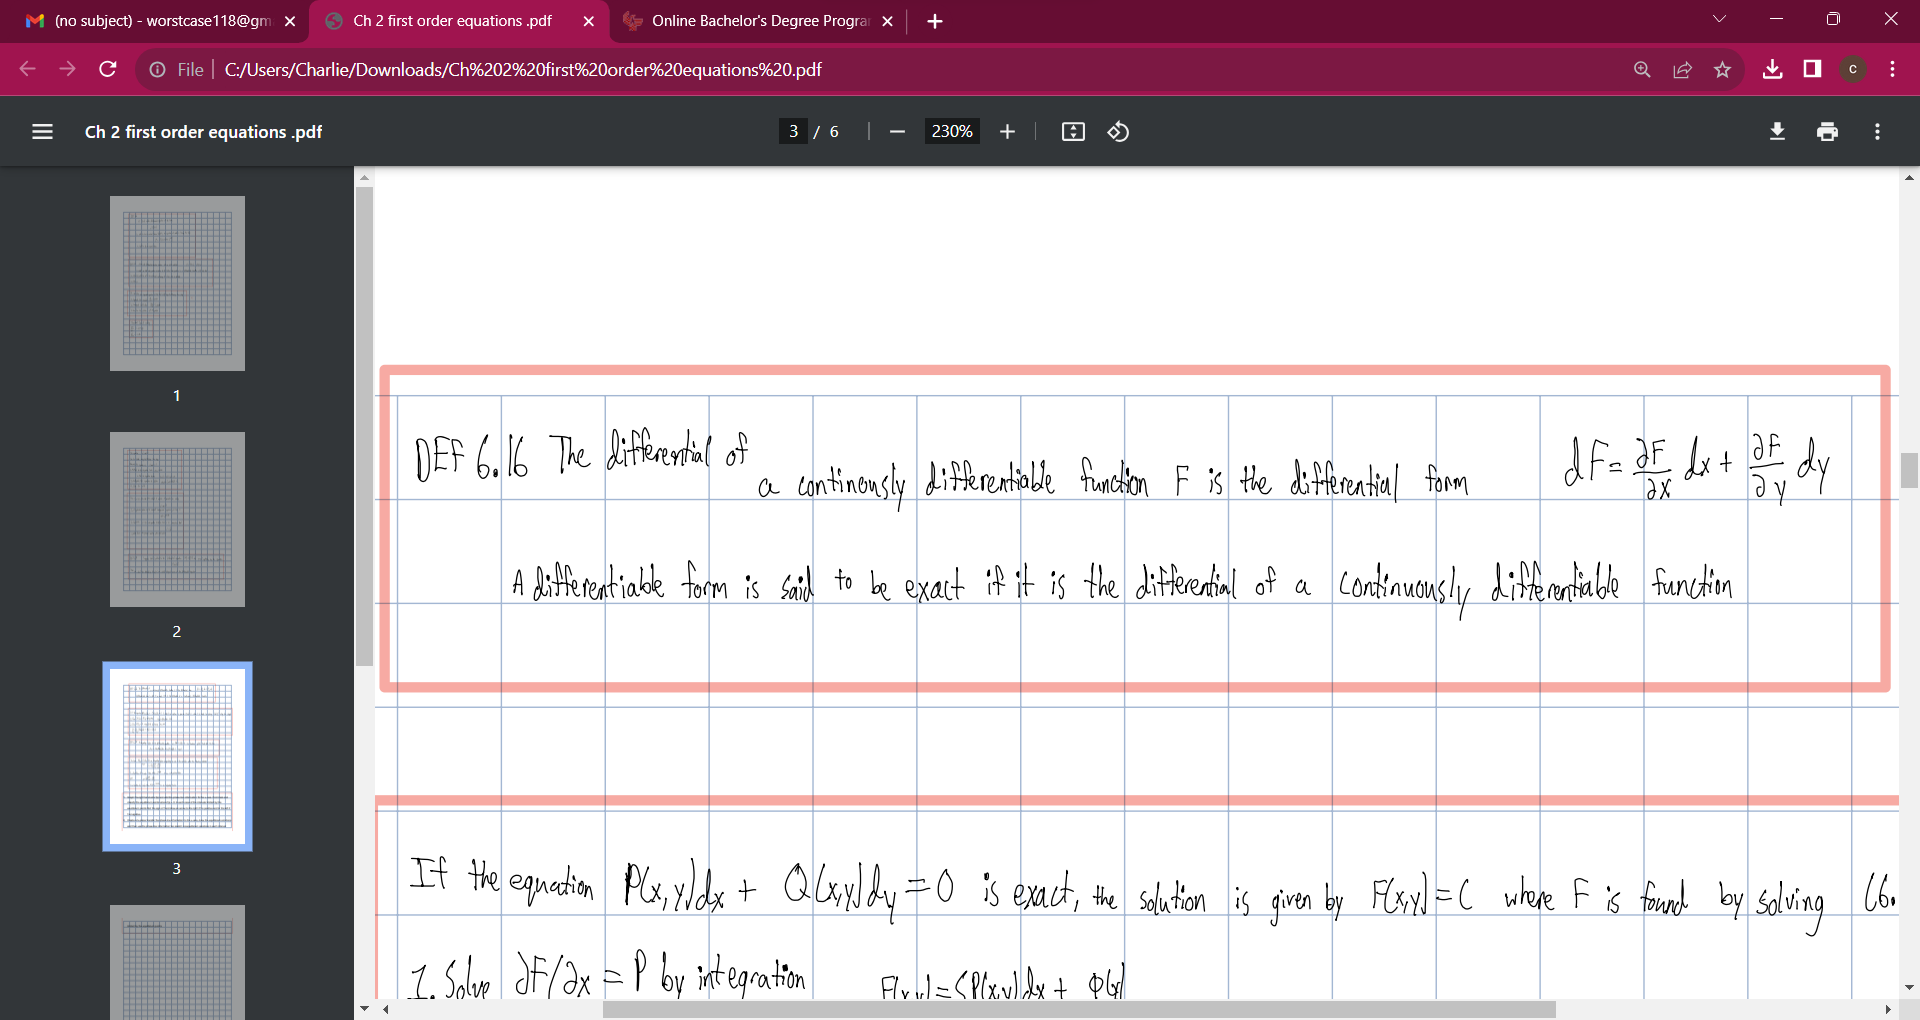 (no subject) - worstcase118@gm
Ch 2 first order equations .pdf
Online Bachelor's Degree Progra
File
C:/Users/Charlie/Downloads/Ch%202%20first%20order%20equations%20.pdf
c
Ch 2 first order equations .pdf
3 / 6
230%
1
2
3
DEF 6.16 The differential of a continously differentiable function F is the differential form dF = ∂F/∂x dx + ∂F/∂y dy
A differentiable form is said to be exact if it is the differential of a continuously differentiable function
If the equation P(x,y)dx + Q(x,y)dy = 0 is exact, the solution is given by F(x,y) = C where F is found by solving (6.
1. Solve ∂F/∂x = P by integration F(x,y) = ∫P(x,y)dx +